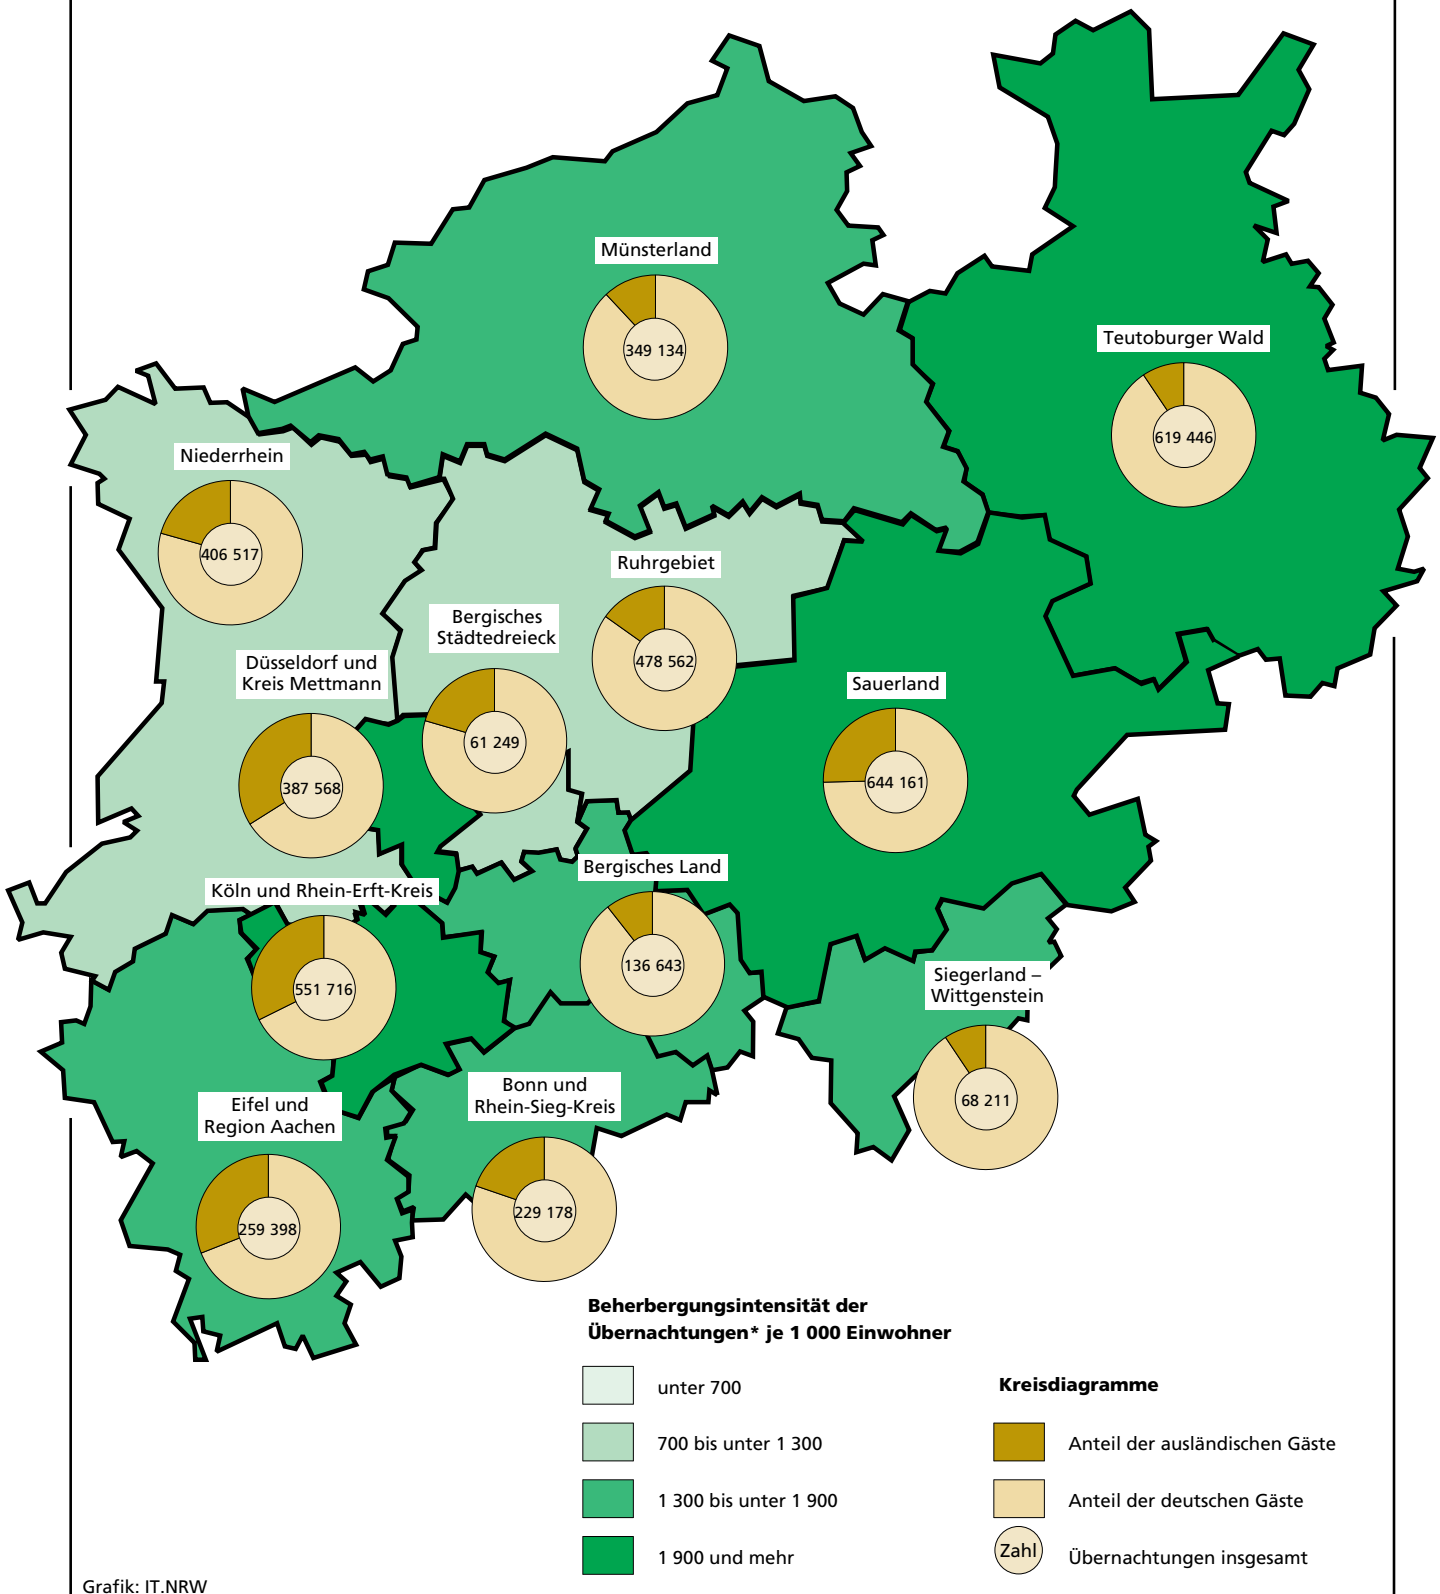 Münsterland
349 134
Teutoburger Wald
619 446
Niederrhein
406 517
Ruhrgebiet
478 562
Bergisches
Städtedreieck
61 249
Düsseldorf und
Kreis Mettmann
387 568
Sauerland
644 161
Bergisches Land
136 643
Köln und Rhein-Erft-Kreis
551 716
Siegerland –
Wittgenstein
68 211
Bonn und
Rhein-Sieg-Kreis
229 178
Eifel und
Region Aachen
259 398
Beherbergungsintensität der
Übernachtungen* je 1 000 Einwohner
unter 700
700 bis unter 1 300
1 300 bis unter 1 900
1 900 und mehr
Kreisdiagramme
Anteil der ausländischen Gäste
Anteil der deutschen Gäste
Zahl
Übernachtungen insgesamt
Grafik: IT.NRW